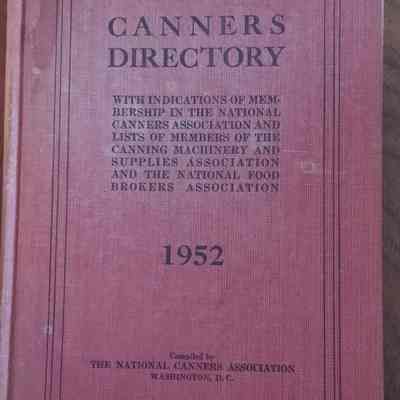 CANNERS
DIRECTORY
WITH INDICATIONS OF MEM-
BERSHIP IN THE NATIONAL
CANNERS ASSOCIATION AND
LISTS OF MEMBERS OF THE
CANNING MACHINERY AND
SUPPLIES ASSOCIATION
AND THE NATIONAL FOOD
BROKERS ASSOCIATION
1952
Compiled by
THE NATIONAL CANNERS ASSOCIATION
WASHINGTON, D. C.